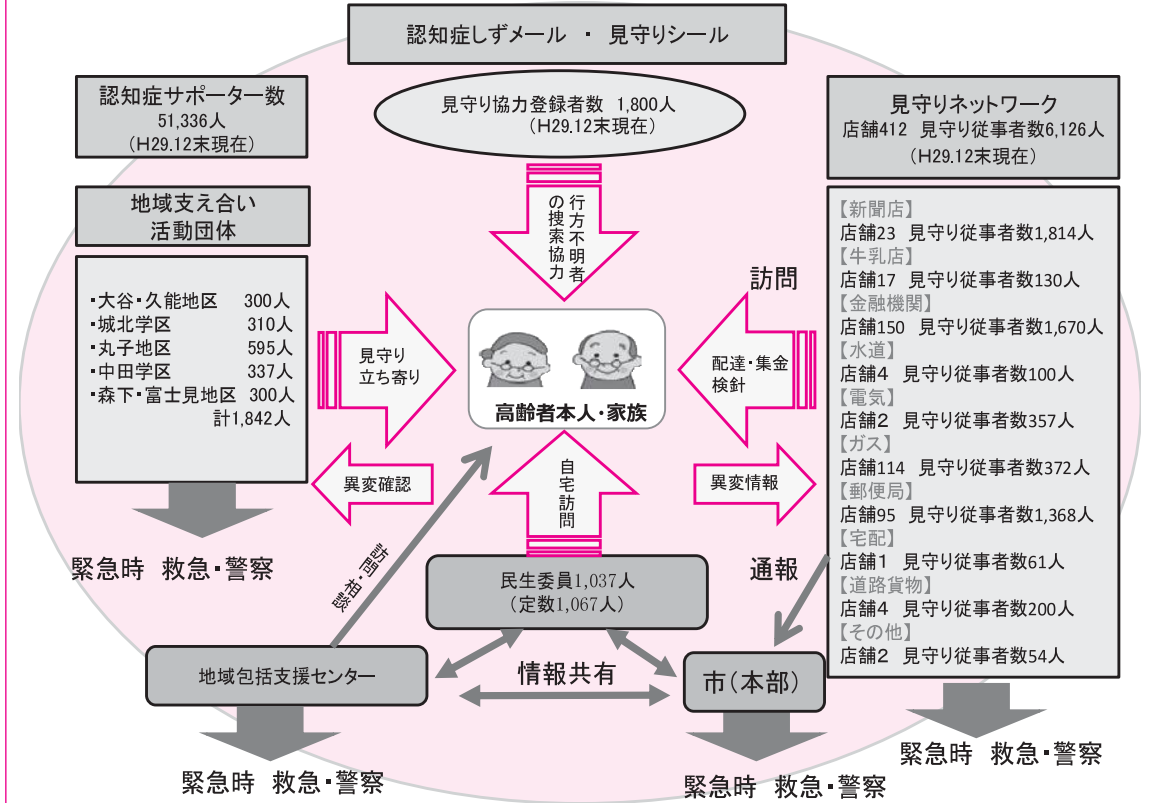 認知症しずメール ・ 見守りシール
認知症サポーター数
51,336人
(H29.12末現在)
見守り協力登録者数 1,800人
(H29.12末現在)
見守りネットワーク
店舗412 見守り従事者数6,126人
(H29.12末現在)
地域支え合い
活動団体
・大谷・久能地区 300人
・城北学区 310人
・丸子地区 595人
・中田学区 337人
・森下・富士見地区 300人
計1,842人
行方不明者
の捜索協力
見守り
立ち寄り
高齢者本人・家族
訪問
配達・集金
検針
【新聞店】
店舗23 見守り従事者数1,814人
【牛乳店】
店舗17 見守り従事者数130人
【金融機関】
店舗150 見守り従事者数1,670人
【水道】
店舗4 見守り従事者数100人
【電気】
店舗2 見守り従事者数357人
【ガス】
店舗114 見守り従事者数372人
【郵便局】
店舗95 見守り従事者数1,368人
【宅配】
店舗1 見守り従事者数61人
【道路貨物】
店舗4 見守り従事者数200人
【その他】
店舗2 見守り従事者数54人
異変確認
自宅訪問
異変情報
緊急時 救急・警察
訪問・相談
民生委員1,037人
(定数1,067人)
通報
地域包括支援センター
情報共有
市(本部)
緊急時 救急・警察
緊急時 救急・警察
緊急時 救急・警察